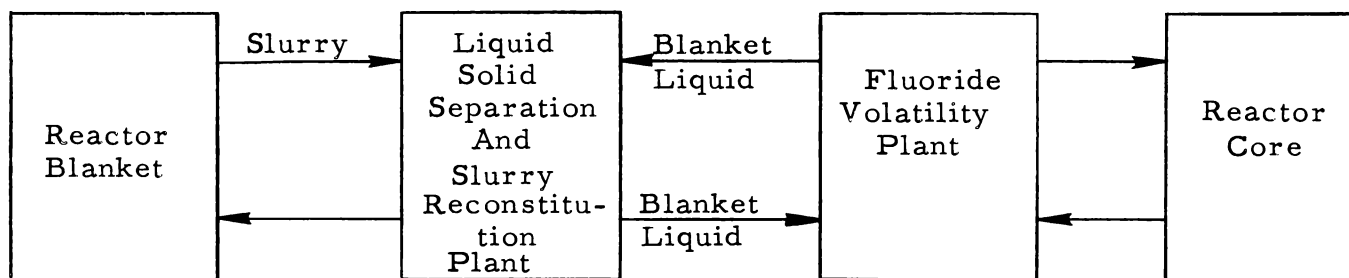 Reactor
Blanket
Slurry
Liquid
Solid
Separation
And
Slurry
Reconstitu-
tion
Plant
Blanket
Liquid
Blanket
Liquid
Fluoride
Volatility
Plant
Reactor
Core